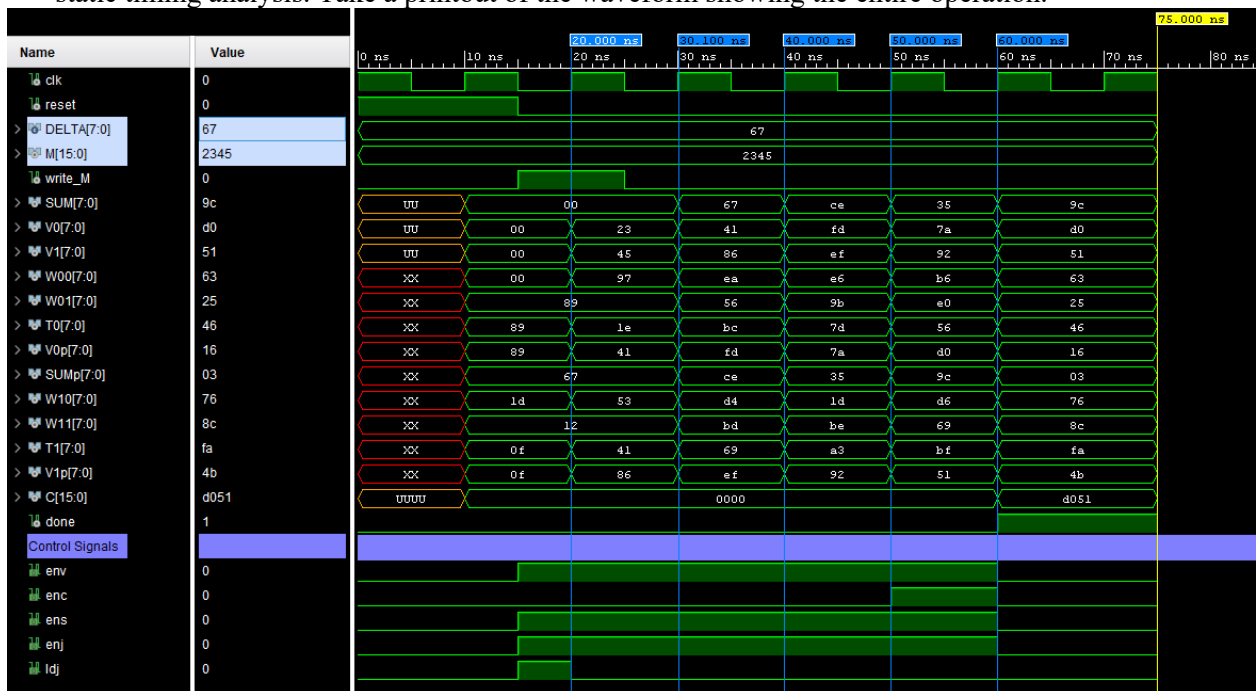 static timing analysis. Take a printout of the waveform showing the entire operation.
75.000 ns
20.000 ns 30.100 ns 40.000 ns 50.000 ns 60.000 ns
Name Value 0 ns 10 ns 20 ns 30 ns 40 ns 50 ns 60 ns 70 ns 80 ns
clk 0
reset 0
DELTA[7:0] 67 67
M[15:0] 2345 2345
write_M 0
SUM[7:0] 9c UU 00 67 ce 35 9c
V0[7:0] d0 UU 00 23 41 fd 7a d0
V1[7:0] 51 UU 00 45 86 ef 92 51
W00[7:0] 63 XX 00 97 ea e6 b6 63
W01[7:0] 25 XX 89 56 9b e0 25
T0[7:0] 46 XX 89 1e bc 7d 56 46
V0p[7:0] 16 XX 89 41 fd 7a d0 16
SUMp[7:0] 03 XX 67 ce 35 9c 03
W10[7:0] 76 XX 1d 53 d4 1d d6 76
W11[7:0] 8c XX 12 bd be 69 8c
T1[7:0] fa XX 0f 41 69 a3 bf fa
V1p[7:0] 4b XX 0f 86 ef 92 51 4b
C[15:0] d051 UUUU 0000 d051
done 1
Control Signals
env 0
enc 0
ens 0
enj 0
ldj 0